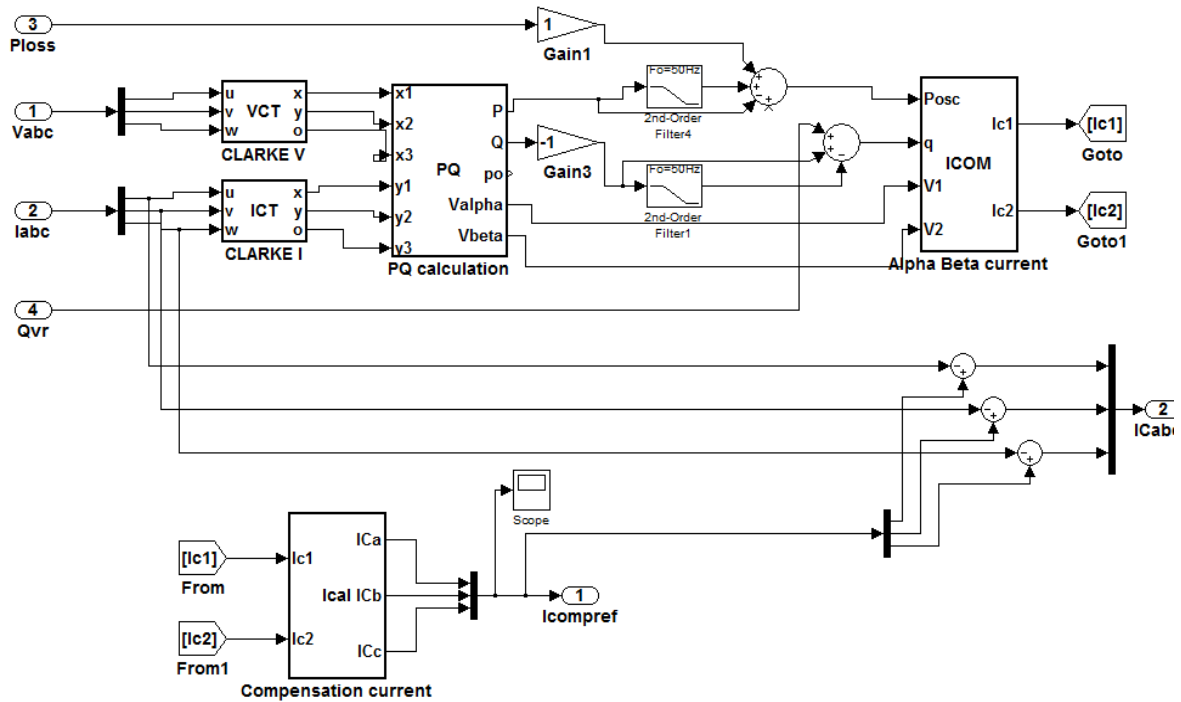 3
Ploss
1
Gain1
Fo=50Hz
2nd-Order
Filter4
1
Vabc
u
v
w
VCT
x
y
o
CLARKE V
x1
x2
x3
y1
y2
y3
PQ
P
Q
po
Valpha
Vbeta
PQ calculation
-1
Gain3
Fo=50Hz
2nd-Order
Filter1
2
Iabc
u
v
w
ICT
x
y
o
CLARKE I
Posc
q
V1
V2
ICOM
Ic1
Ic2
Alpha Beta current
[Ic1]
Goto
[Ic2]
Goto1
4
Qvr
2
ICabc
Scope
[Ic1]
From
[Ic2]
From1
Ic1
Ic2
Ical
ICa
ICb
ICc
Compensation current
1
Icompref